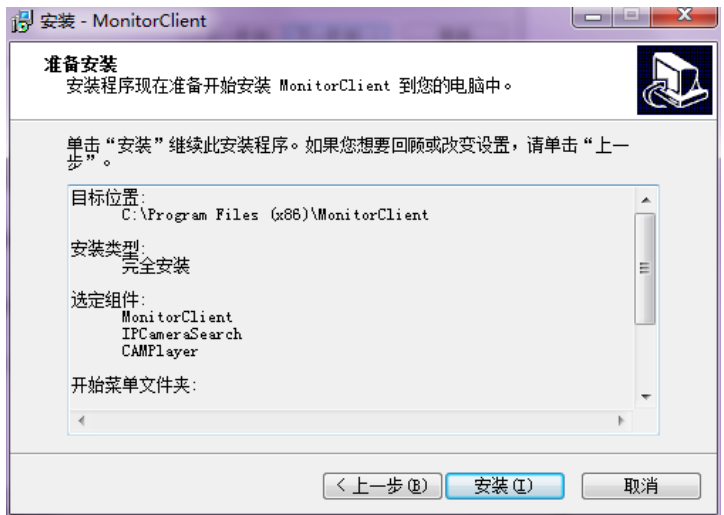 安装 - MonitorClient
准备安装
安装程序现在准备开始安装 MonitorClient 到您的电脑中。
单击“安装”继续此安装程序。如果您想要回顾或改变设置，请单击“上一
步”。
目标位置:
C:\Program Files (x86)\MonitorClient
安装类型:
完全安装
选定组件:
MonitorClient
IPCameraSearch
CAMPlayer
开始菜单文件夹:
< 上一步(B)
安装(I)
取消